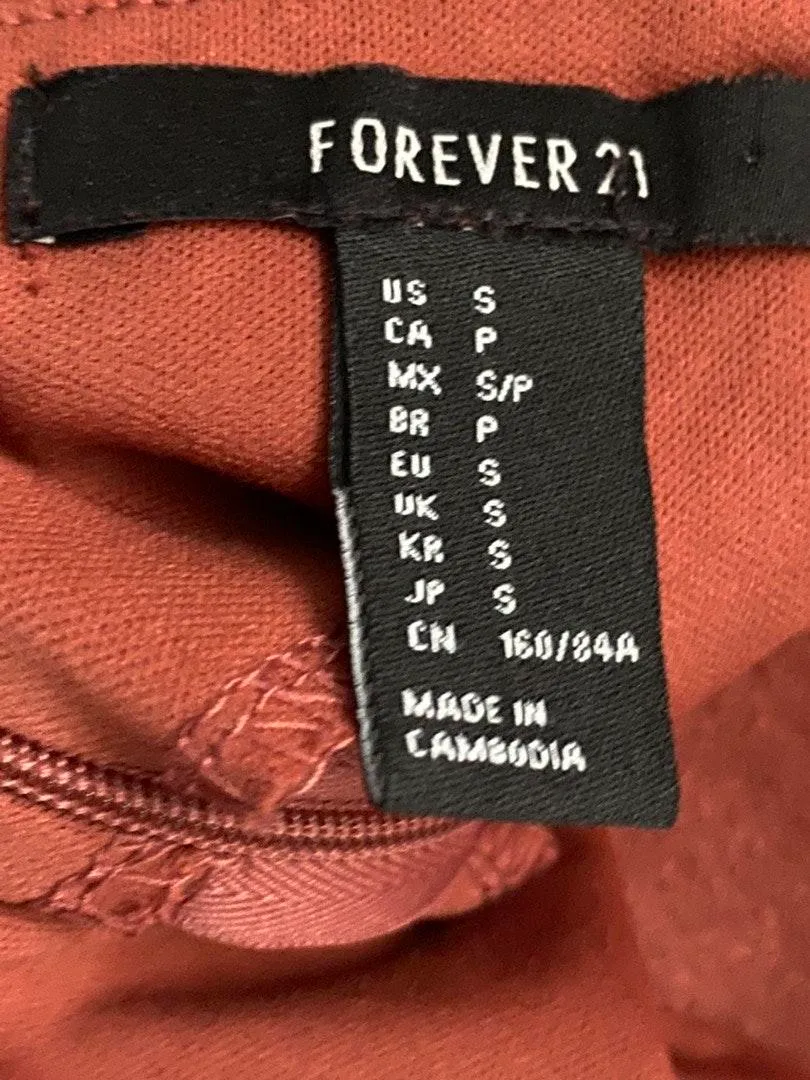 FOREVER 21
US S
CA P
MX S/P
BR P
EU S
UK S
KR S
JP S
CN 160/84A
MADE IN
CAMBODIA